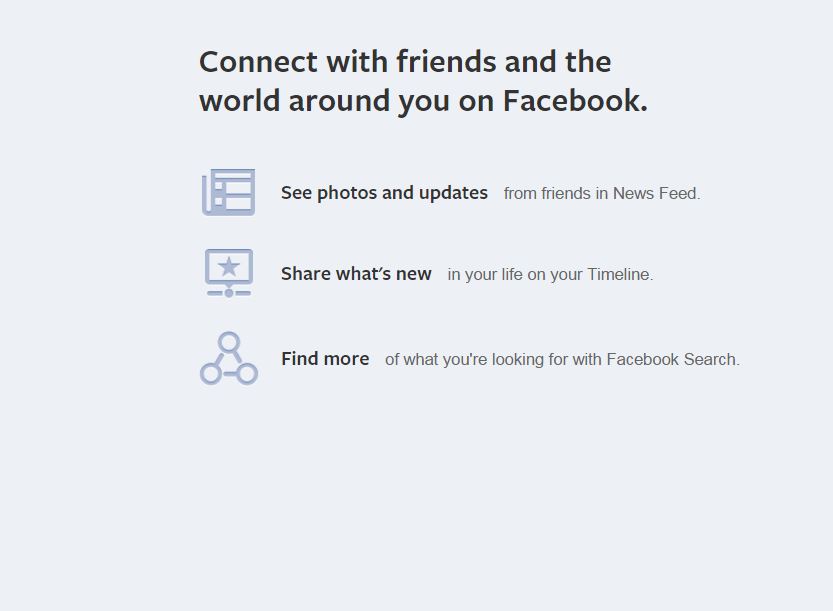 Connect with friends and the
world around you on Facebook.
See photos and updates from friends in News Feed.
Share what's new in your life on your Timeline.
Find more of what you're looking for with Facebook Search.